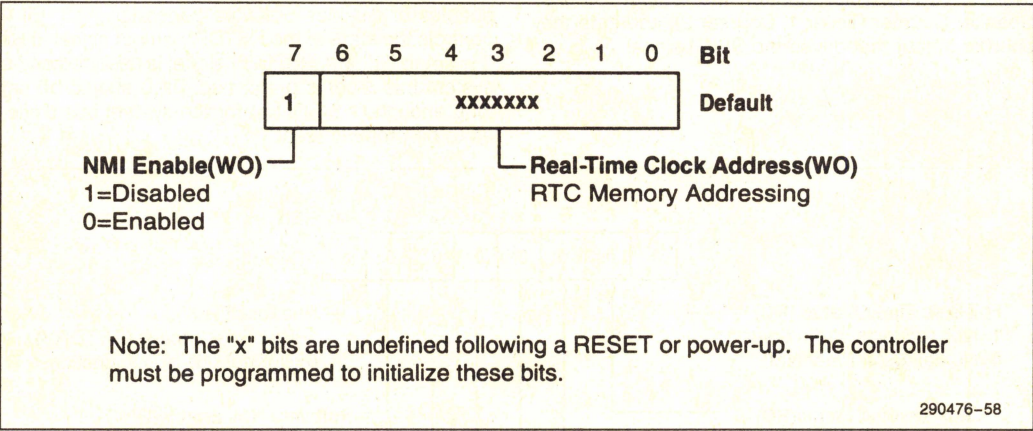 7 6 5 4 3 2 1 0 Bit
1 xxxxxxx Default
NMI Enable(WO)
1=Disabled
0=Enabled
Real-Time Clock Address(WO)
RTC Memory Addressing
Note: The "x" bits are undefined following a RESET or power-up. The controller
must be programmed to initialize these bits.
290476-58